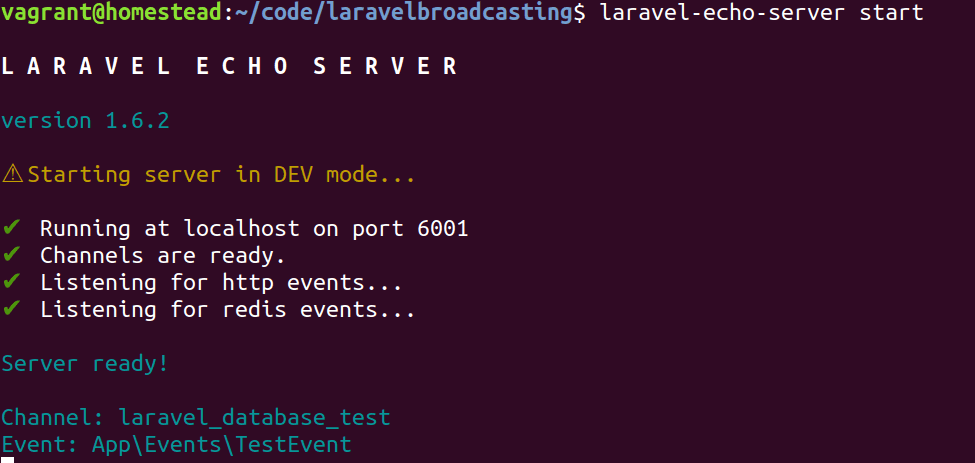 vagrant@homestead:~/code/laravelbroadcasting$ laravel-echo-server start
L A R A V E L  E C H O  S E R V E R
version 1.6.2
⚠Starting server in DEV mode...
✔ Running at localhost on port 6001
✔ Channels are ready.
✔ Listening for http events...
✔ Listening for redis events...
Server ready!
Channel: laravel_database_test
Event: App\Events\TestEvent